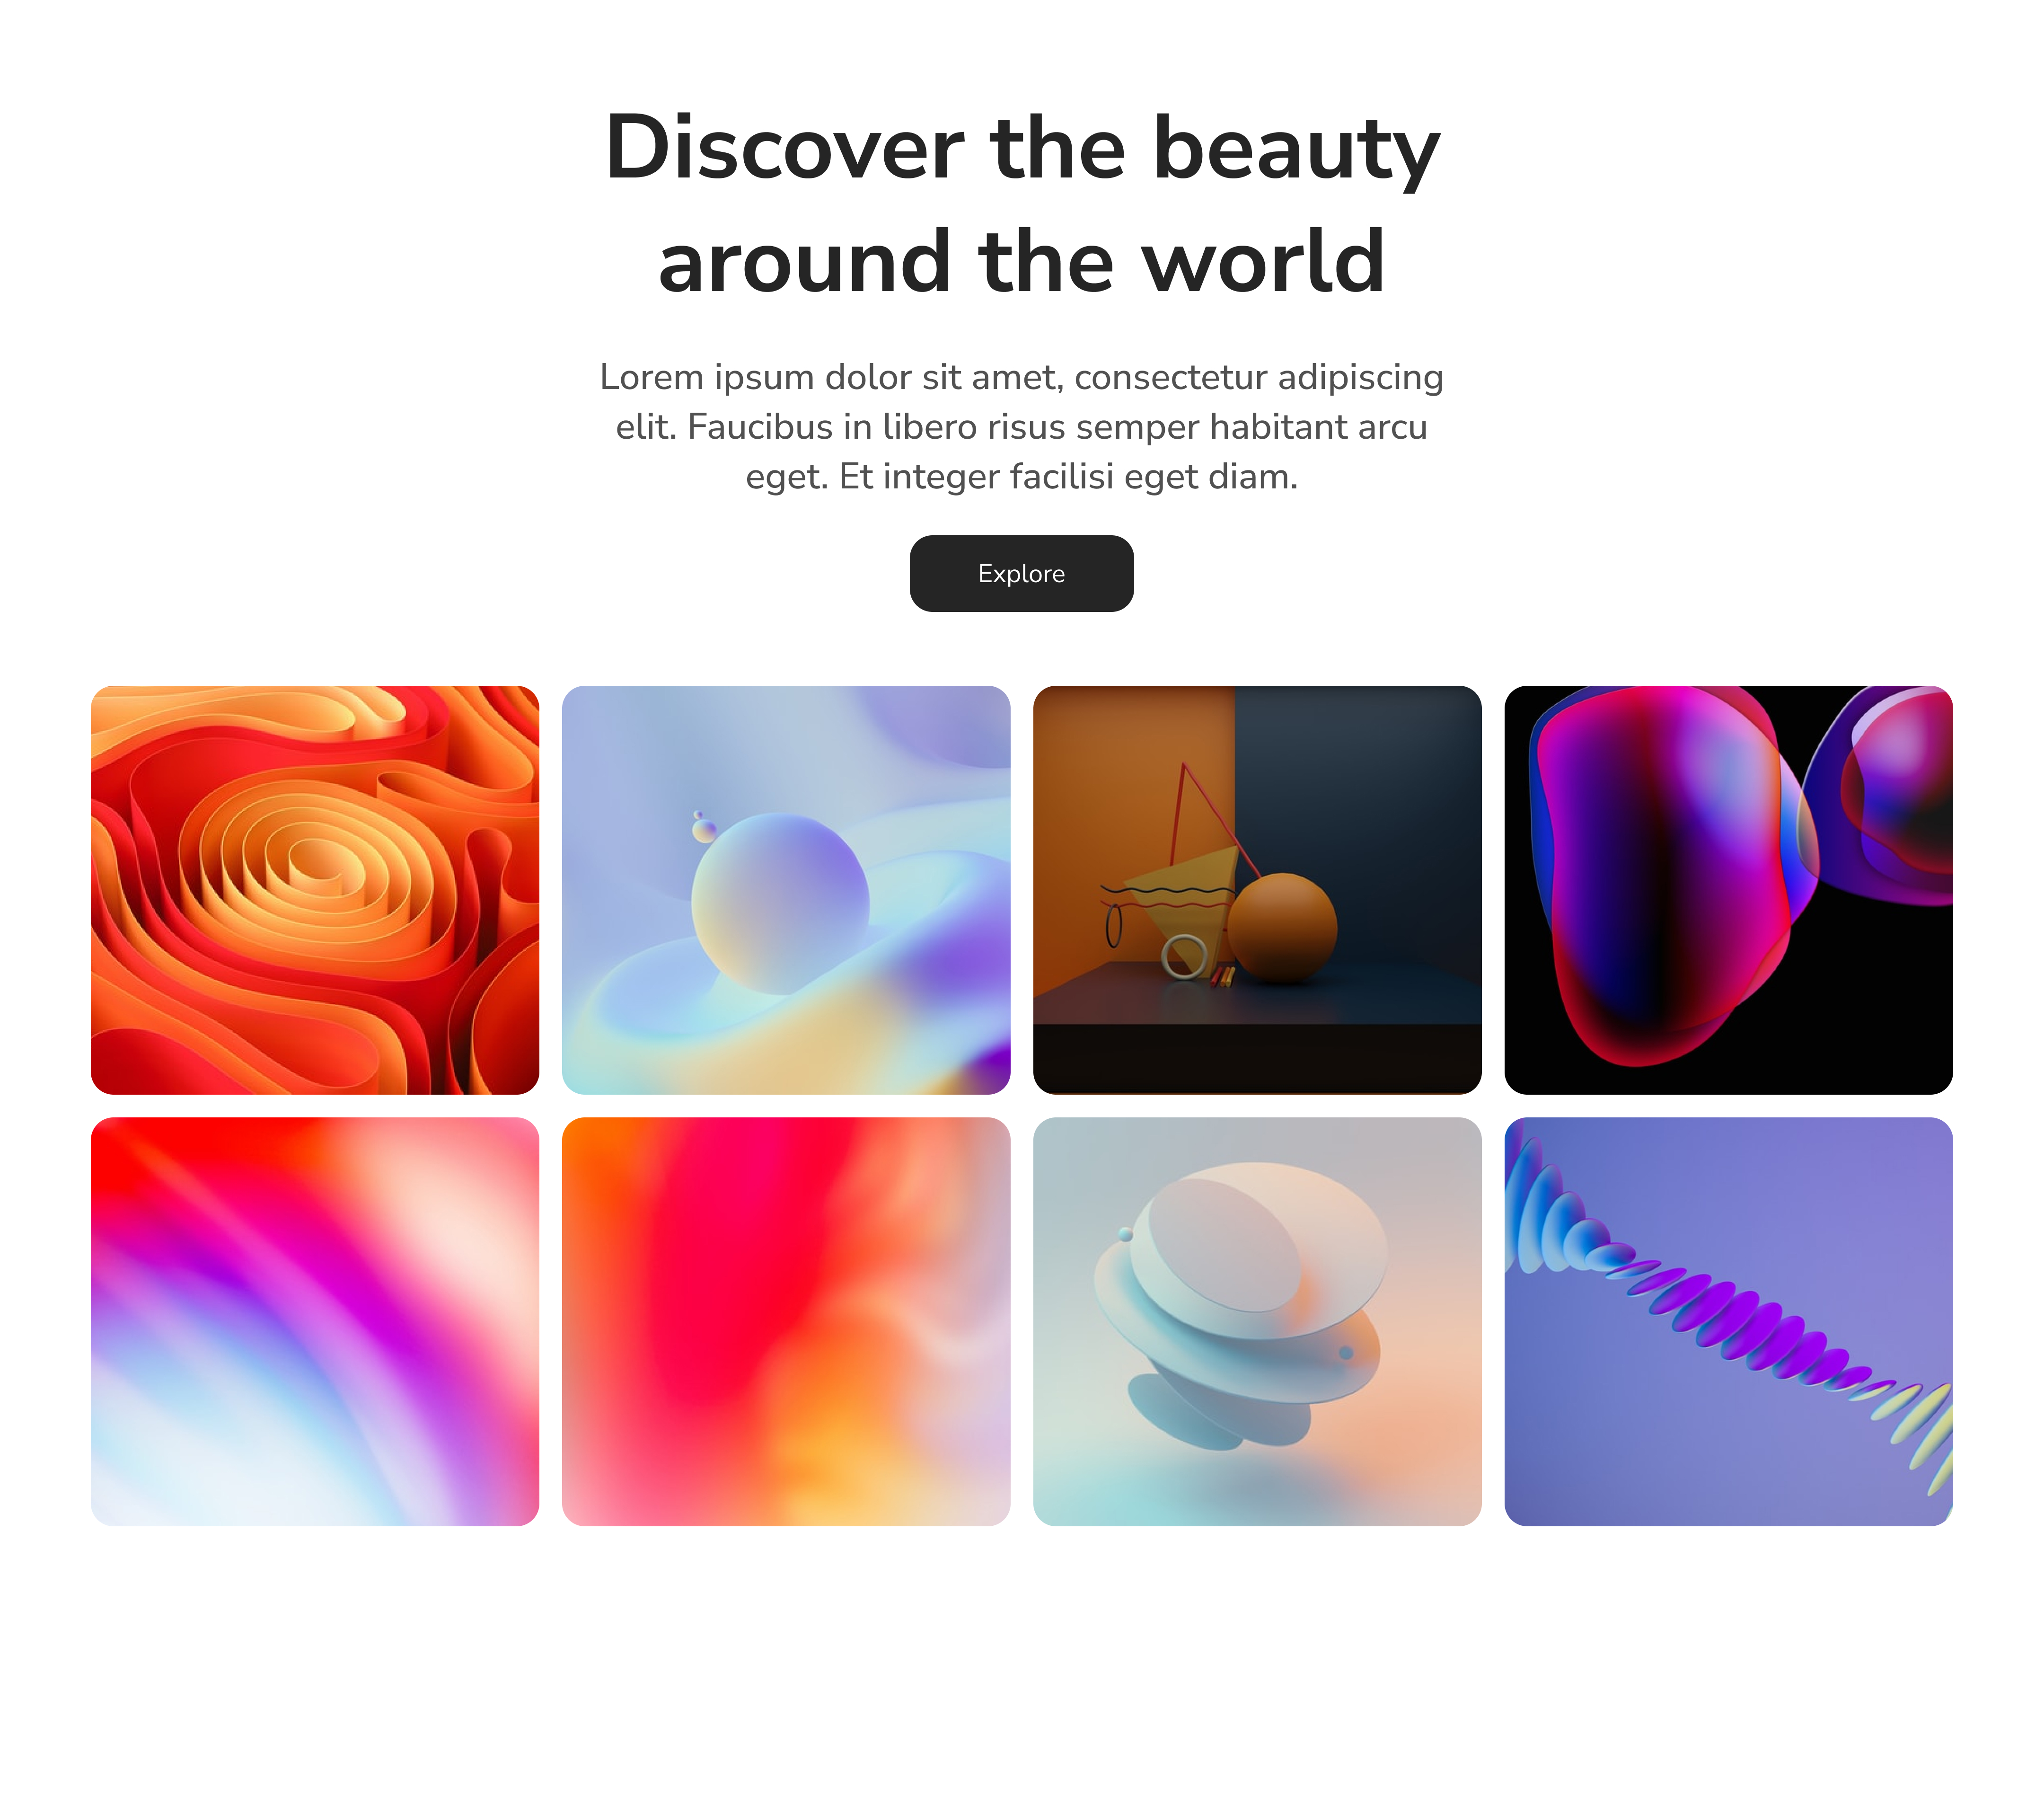 Discover the beauty
around the world
Lorem ipsum dolor sit amet, consectetur adipiscing
elit. Faucibus in libero risus semper habitant arcu
eget. Et integer facilisi eget diam.
Explore